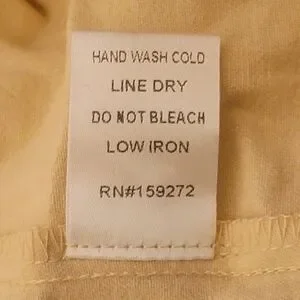 HAND WASH COLD
LINE DRY
DO NOT BLEACH
LOW IRON
RN#159272